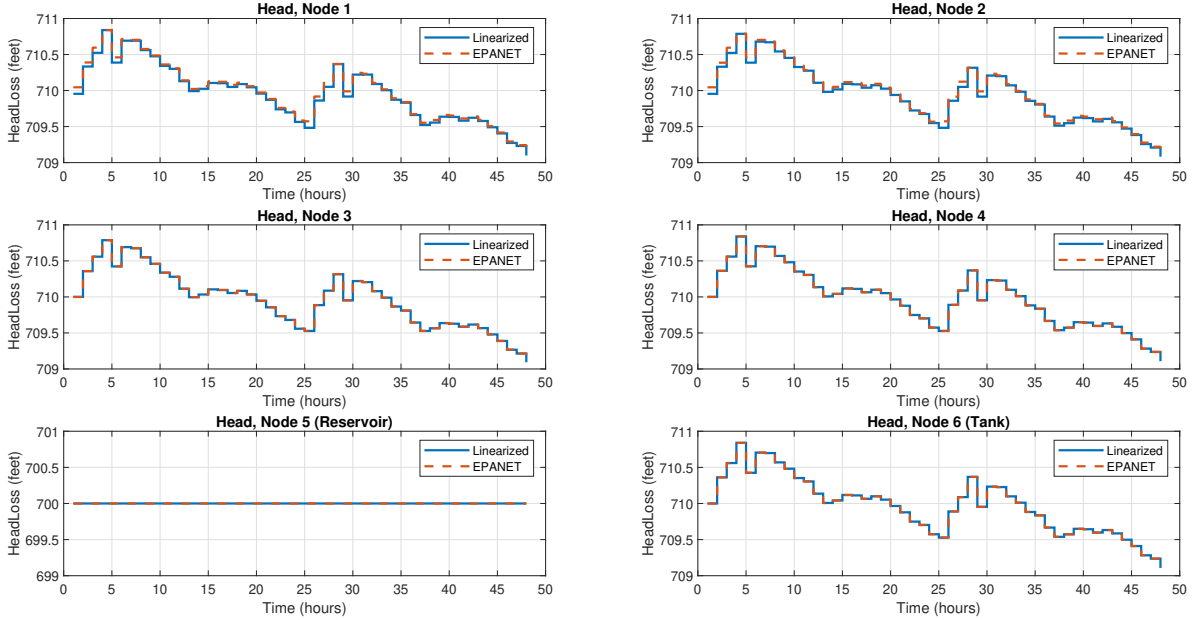 Head, Node 1
HeadLoss (feet)
711
710.5
710
709.5
709
Linearized
EPANET
0 5 10 15 20 25 30 35 40 45 50
Time (hours)
Head, Node 2
HeadLoss (feet)
711
710.5
710
709.5
709
Linearized
EPANET
0 5 10 15 20 25 30 35 40 45 50
Time (hours)
Head, Node 3
HeadLoss (feet)
711
710.5
710
709.5
709
Linearized
EPANET
0 5 10 15 20 25 30 35 40 45 50
Time (hours)
Head, Node 4
HeadLoss (feet)
711
710.5
710
709.5
709
Linearized
EPANET
0 5 10 15 20 25 30 35 40 45 50
Time (hours)
Head, Node 5 (Reservoir)
HeadLoss (feet)
701
700.5
700
699.5
699
Linearized
EPANET
0 5 10 15 20 25 30 35 40 45 50
Time (hours)
Head, Node 6 (Tank)
HeadLoss (feet)
711
710.5
710
709.5
709
Linearized
EPANET
0 5 10 15 20 25 30 35 40 45 50
Time (hours)